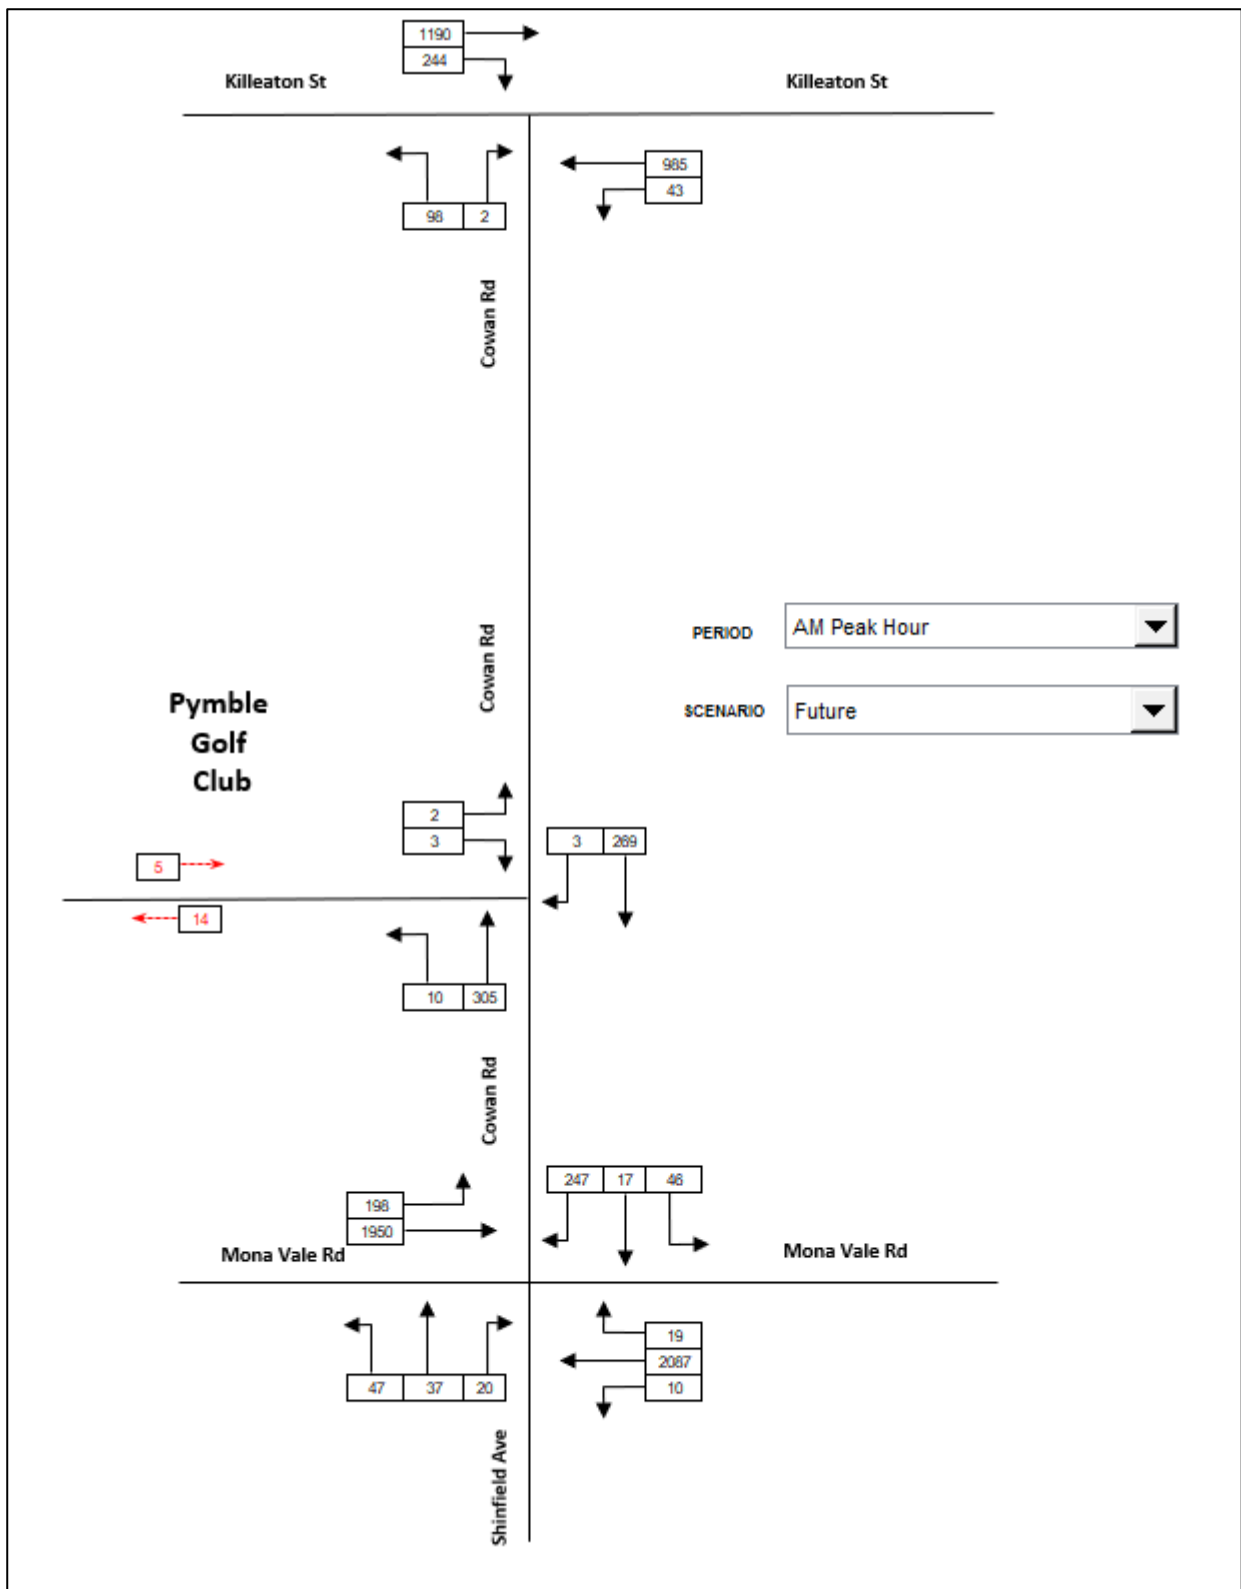 1190
244
Killeaton St
Killeaton St
985
43
98 2
Cowan Rd
Cowan Rd
PERIOD AM Peak Hour
SCENARIO Future
Pymble
Golf
Club
2
3
3 269
5
14
10 305
Cowan Rd
247 17 46
198
1950
Mona Vale Rd
Mona Vale Rd
19
2087
10
47 37 20
Shinfield Ave